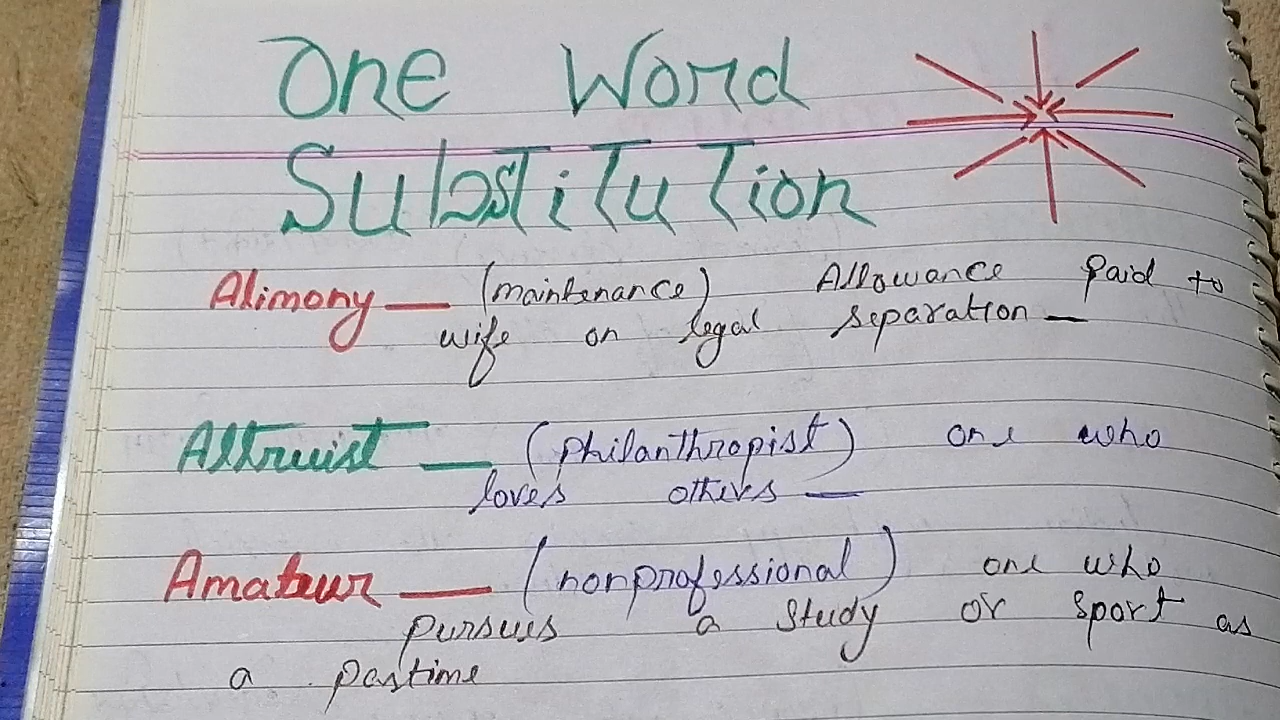 One Word
Substitution
Alimony — (maintenance) Allowance paid to
wife on legal separation —
Altruist — (philanthropist) one who
loves others —
Amateur — (nonprofessional) one who
pursues a study or sport as
a pastime